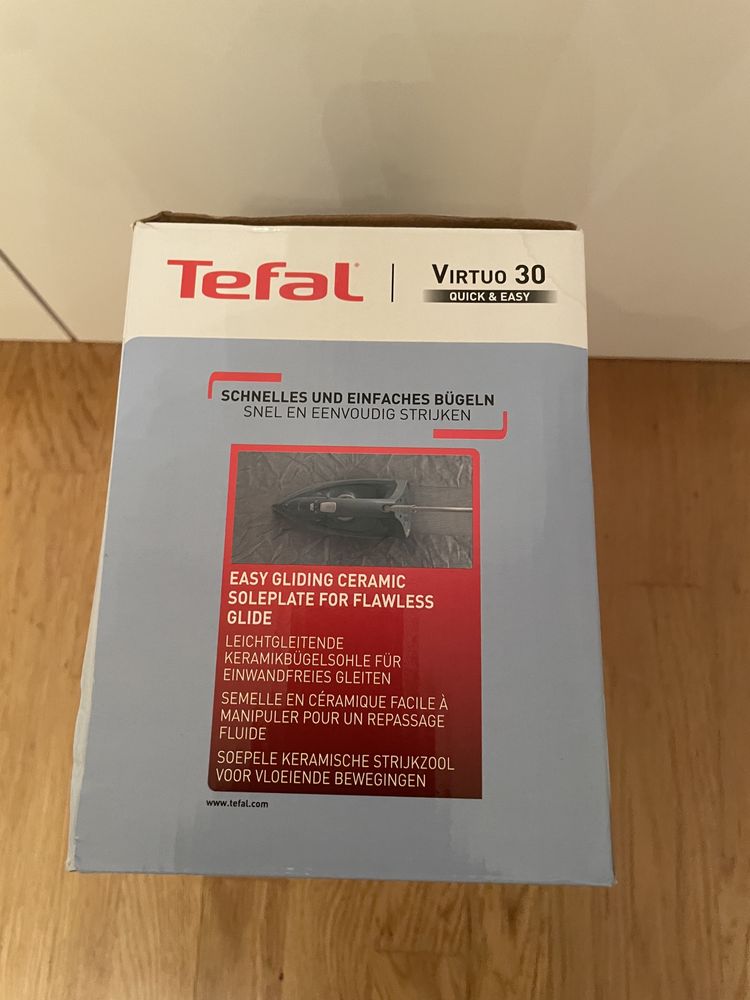 Tefal
VIRTUO 30
QUICK & EASY
SCHNELLES UND EINFACHES BÜGELN
SNEL EN EENVOUDIG STRIJKEN
EASY GLIDING CERAMIC
SOLEPLATE FOR FLAWLESS
GLIDE
LEICHTGLEITENDE
KERAMIKBÜGELSOHLE FÜR
EINWANDFREIES GLEITEN
SEMELLE EN CÉRAMIQUE FACILE À
MANIPULER POUR UN REPASSAGE
FLUIDE
SOEPELE KERAMISCHE STRIJKZOOL
VOOR VLOEIENDE BEWEGINGEN
www.tefal.com